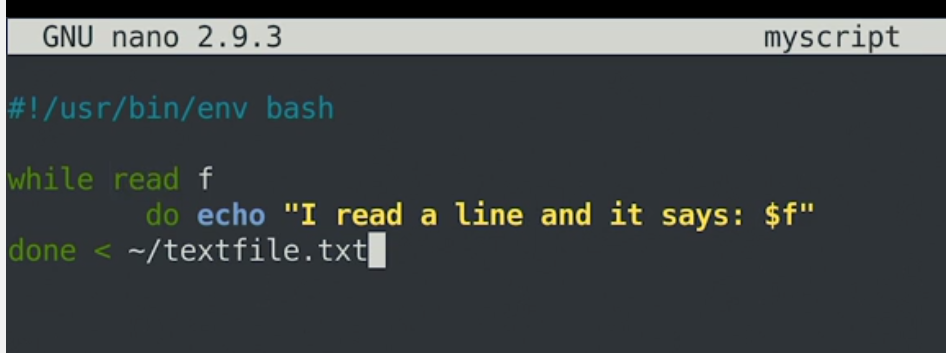 GNU nano 2.9.3 myscript
#!/usr/bin/env bash
while read f
do echo "I read a line and it says: $f"
done < ~/textfile.txt